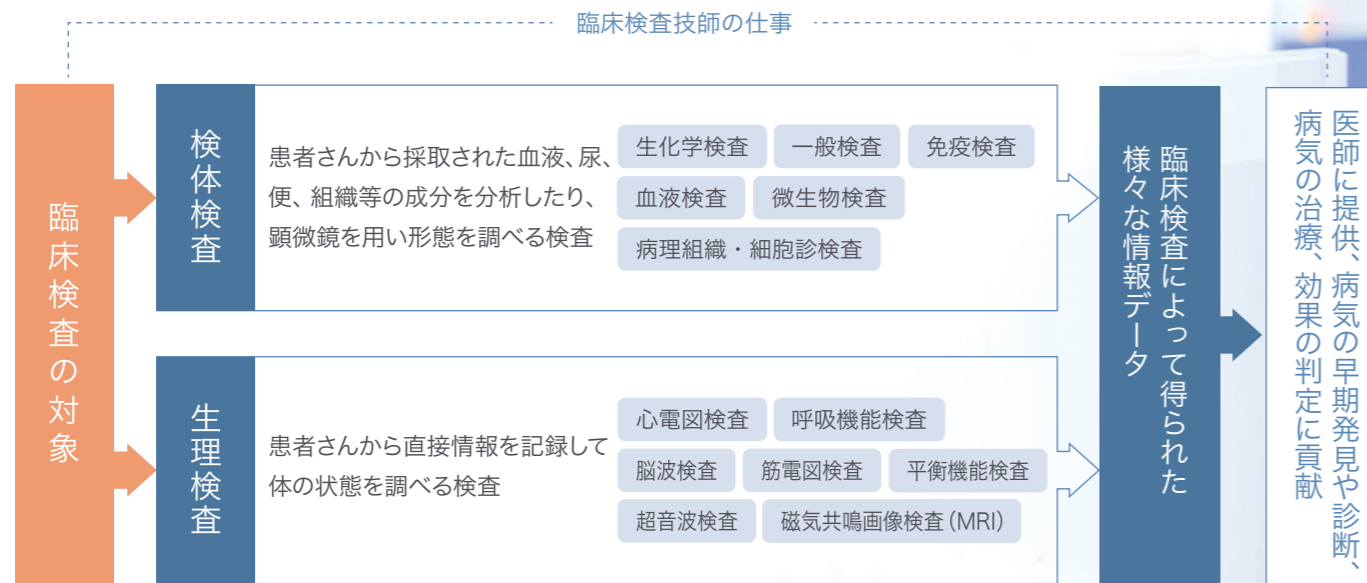 臨床検査技師の仕事
臨床検査の対象
検体検査
患者さんから採取された血液、尿、
便、組織等の成分を分析したり、
顕微鏡を用い形態を調べる検査
生化学検査
一般検査
免疫検査
血液検査
微生物検査
病理組織・細胞診検査
生理検査
患者さんから直接情報を記録して
体の状態を調べる検査
心電図検査
呼吸機能検査
脳波検査
筋電図検査
平衡機能検査
超音波検査
磁気共鳴画像検査(MRI)
臨床検査によって得られた
様々な情報データ
医師に提供、病気の早期発見や診断、
病気の治療、効果の判定に貢献